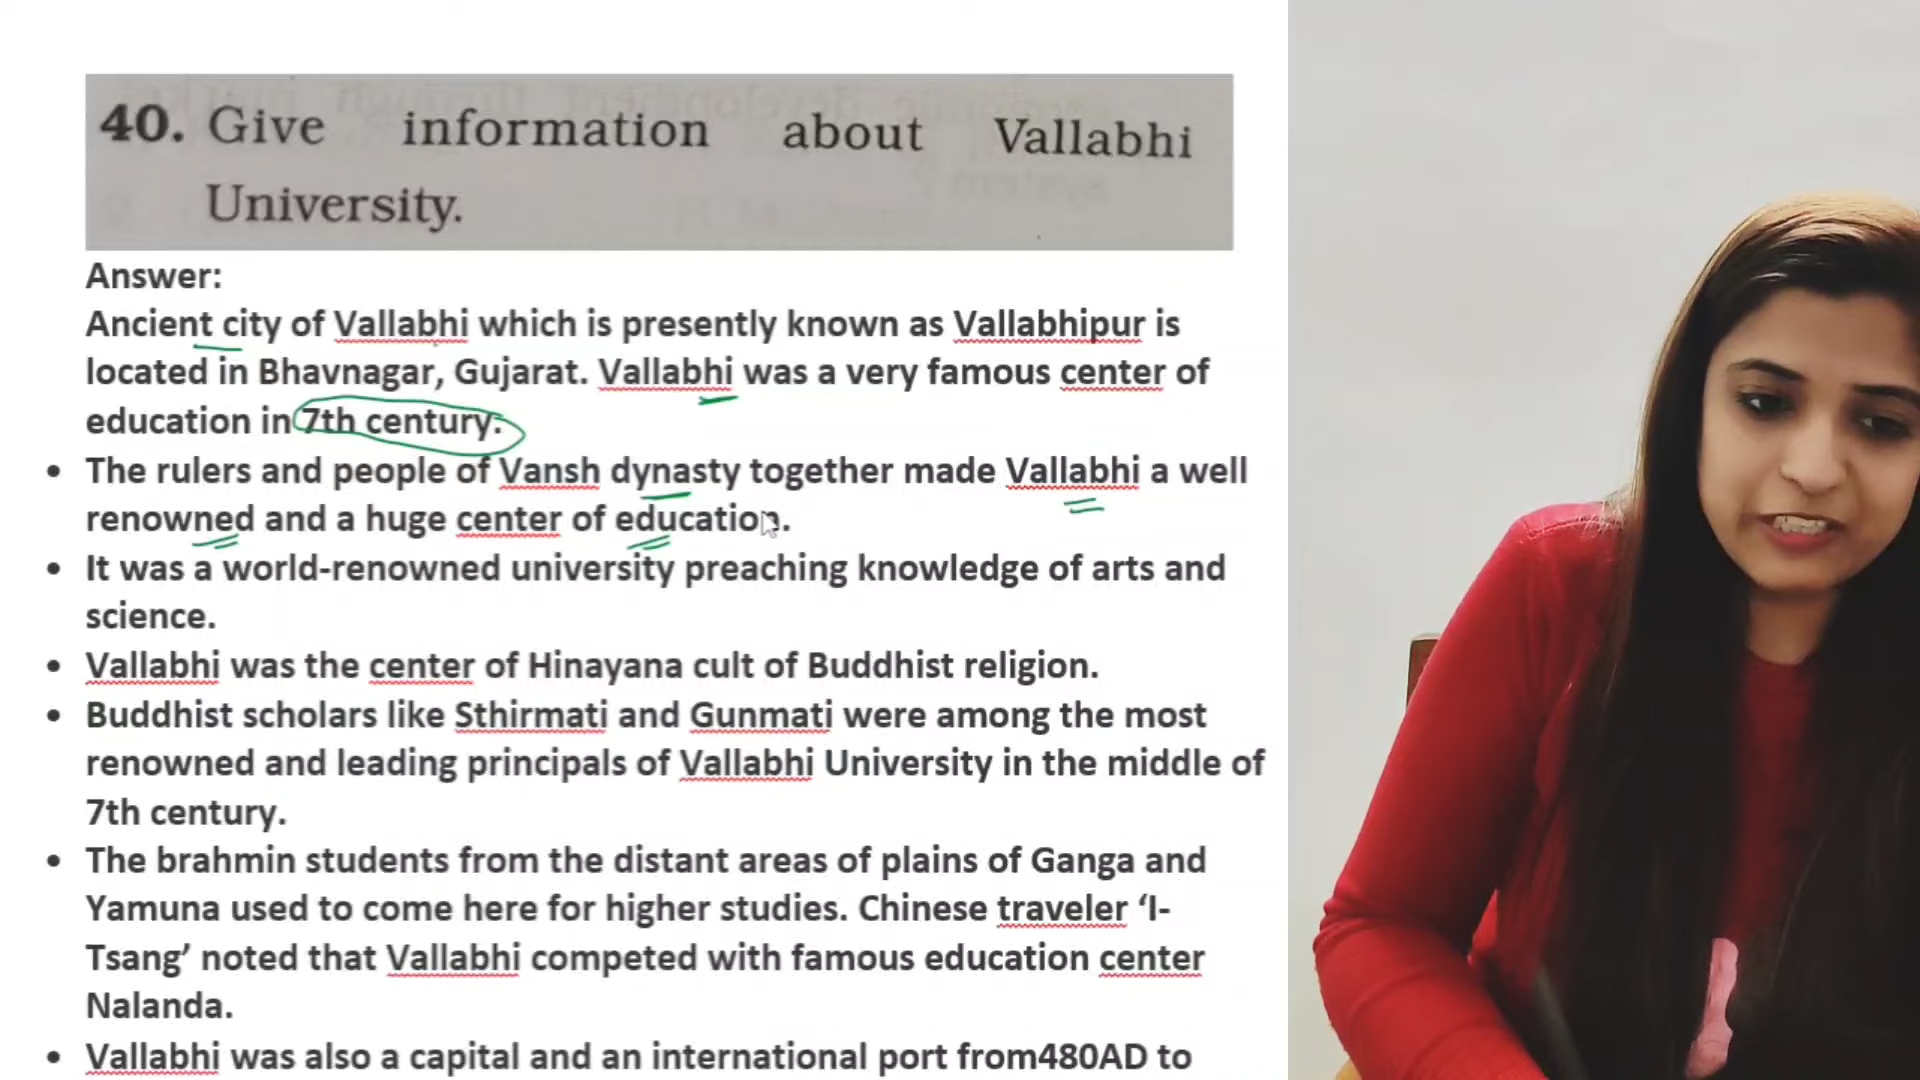 40. Give information about Vallabhi
University.
Answer:
Ancient city of Vallabhi which is presently known as Vallabhipur is
located in Bhavnagar, Gujarat. Vallabhi was a very famous center of
education in 7th century.
• The rulers and people of Vansh dynasty together made Vallabhi a well
renowned and a huge center of education.
• It was a world-renowned university preaching knowledge of arts and
science.
• Vallabhi was the center of Hinayana cult of Buddhist religion.
• Buddhist scholars like Sthirmati and Gunmati were among the most
renowned and leading principals of Vallabhi University in the middle of
7th century.
• The brahmin students from the distant areas of plains of Ganga and
Yamuna used to come here for higher studies. Chinese traveler ‘I-
Tsang’ noted that Vallabhi competed with famous education center
Nalanda.
• Vallabhi was also a capital and an international port from480AD to